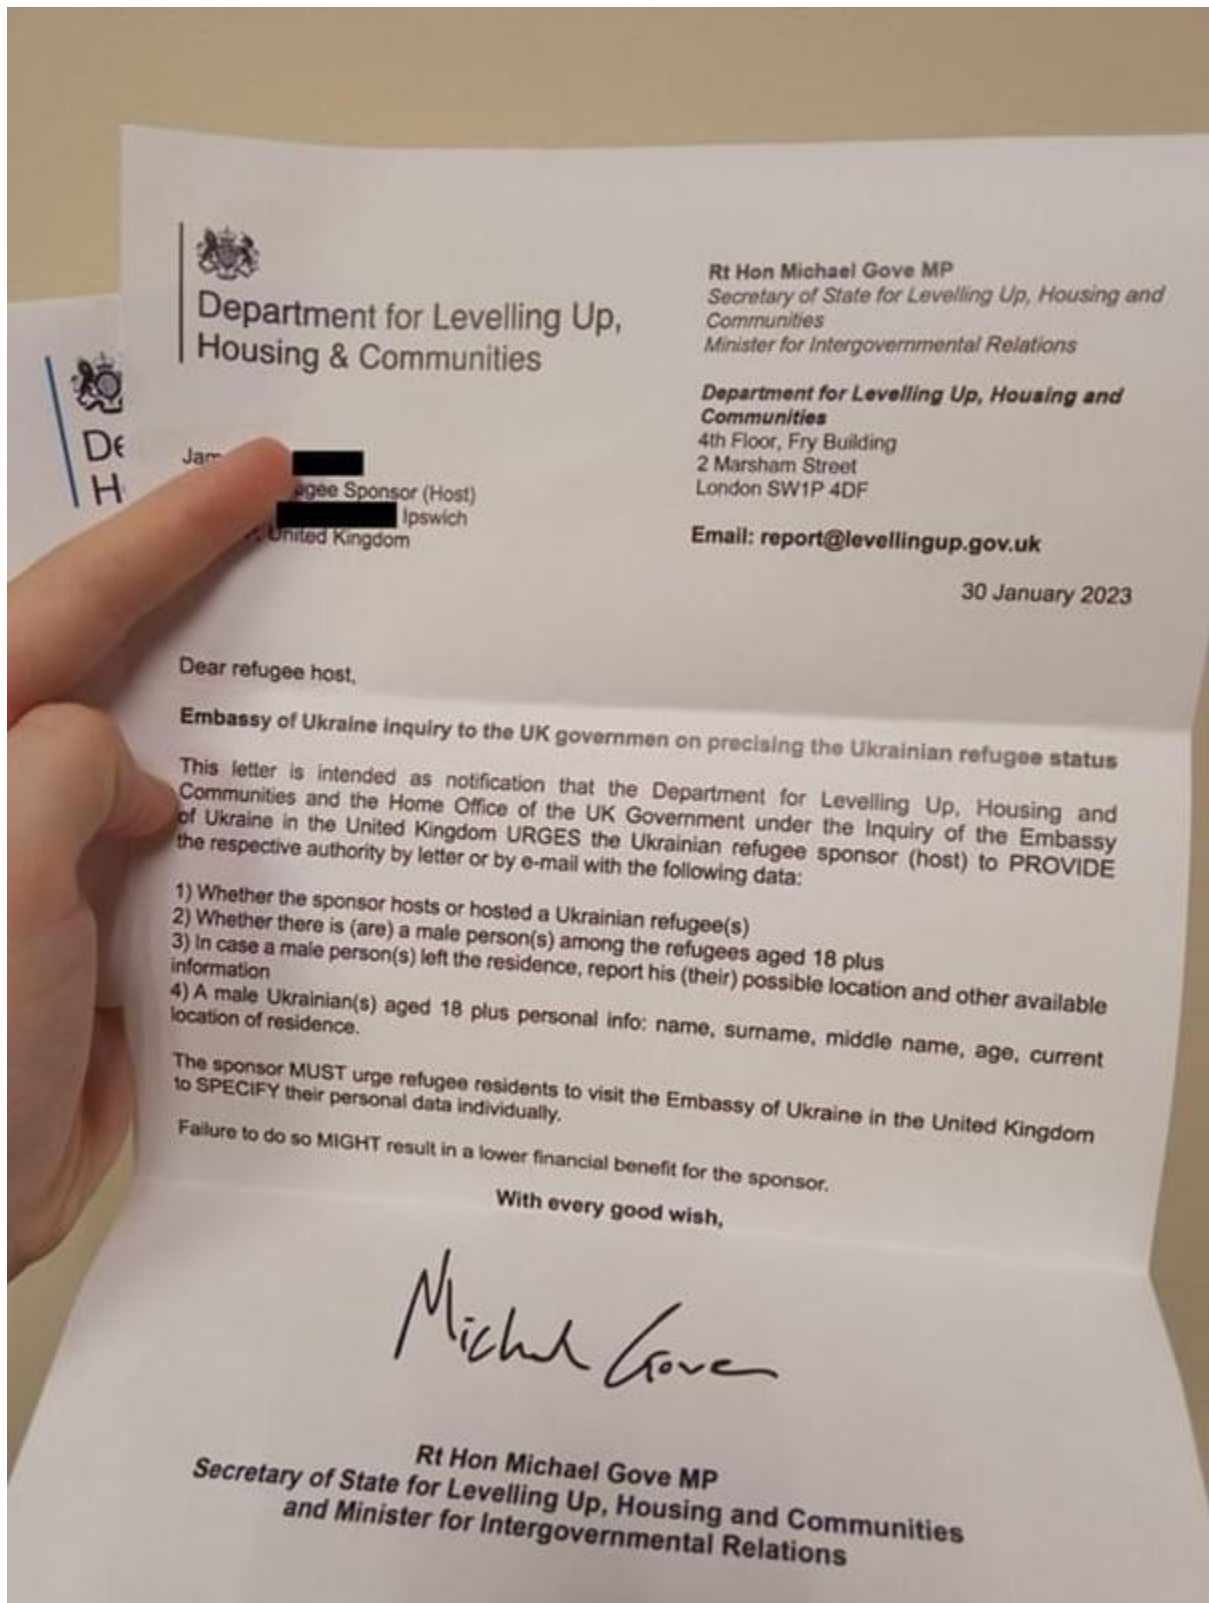 Department for Levelling Up,
Housing & Communities
Rt Hon Michael Gove MP
Secretary of State for Levelling Up, Housing and
Communities
Minister for Intergovernmental Relations
Department for Levelling Up, Housing and
Communities
4th Floor, Fry Building
2 Marsham Street
London SW1P 4DF
Email: report@levellingup.gov.uk
30 January 2023
De
H
Jam
ugee Sponsor (Host)
Ipswich
United Kingdom
Dear refugee host,
Embassy of Ukraine inquiry to the UK governmen on precising the Ukrainian refugee status
This letter is intended as notification that the Department for Levelling Up, Housing and
Communities and the Home Office of the UK Government under the Inquiry of the Embassy
of Ukraine in the United Kingdom URGES the Ukrainian refugee sponsor (host) to PROVIDE
the respective authority by letter or by e-mail with the following data:
1) Whether the sponsor hosts or hosted a Ukrainian refugee(s)
2) Whether there is (are) a male person(s) among the refugees aged 18 plus
3) In case a male person(s) left the residence, report his (their) possible location and other available
information
4) A male Ukrainian(s) aged 18 plus personal info: name, surname, middle name, age, current
location of residence.
The sponsor MUST urge refugee residents to visit the Embassy of Ukraine in the United Kingdom
to SPECIFY their personal data individually.
Failure to do so MIGHT result in a lower financial benefit for the sponsor.
With every good wish,
Michael Gove
Rt Hon Michael Gove MP
Secretary of State for Levelling Up, Housing and Communities
and Minister for Intergovernmental Relations